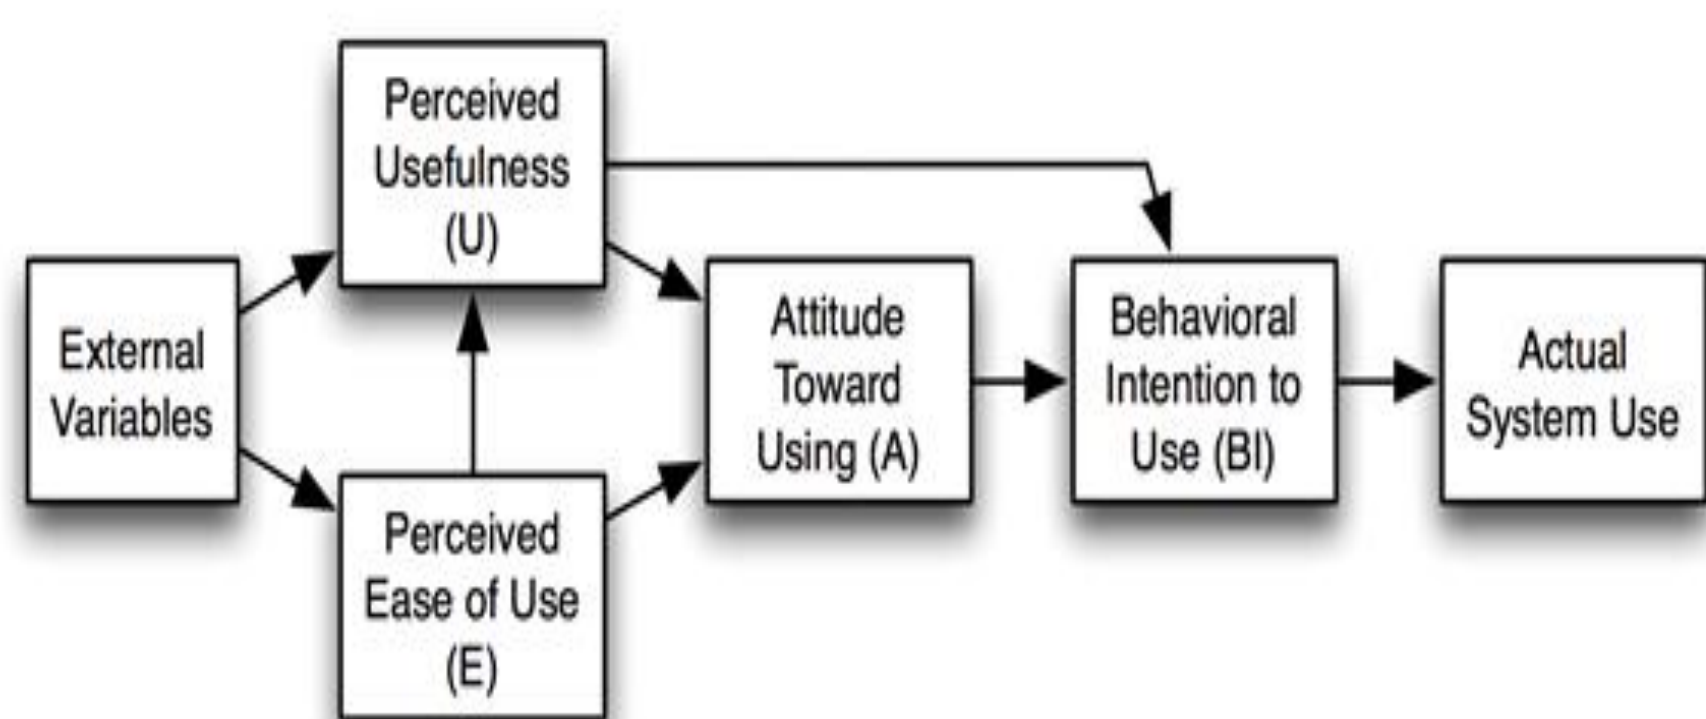 Perceived
Usefulness
(U)
External
Variables
Perceived
Ease of Use
(E)
Attitude
Toward
Using (A)
Behavioral
Intention to
Use (BI)
Actual
System Use